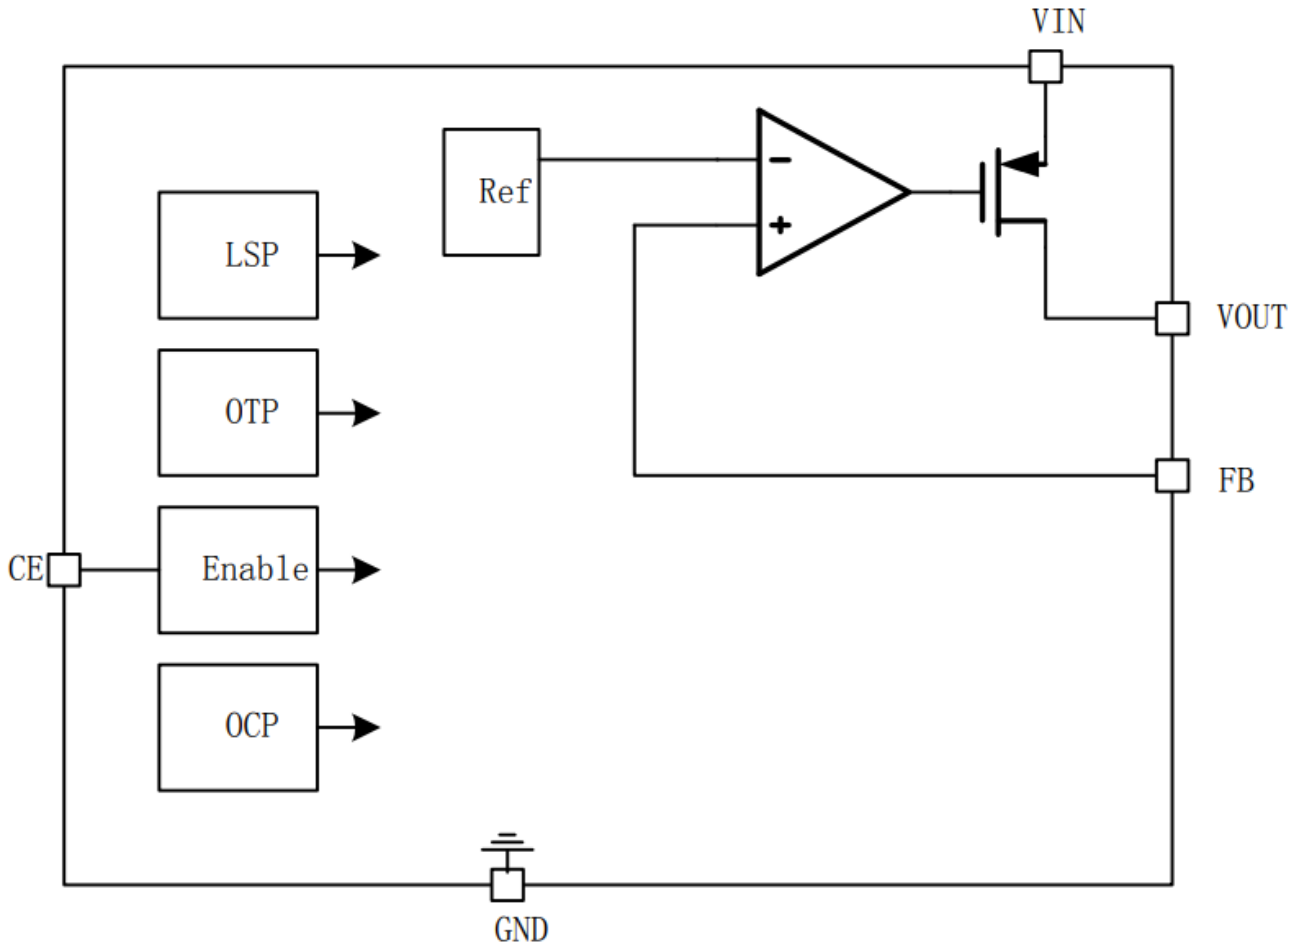 VIN
Ref
−
+
LSP
VOUT
OTP
FB
CE
Enable
OCP
GND